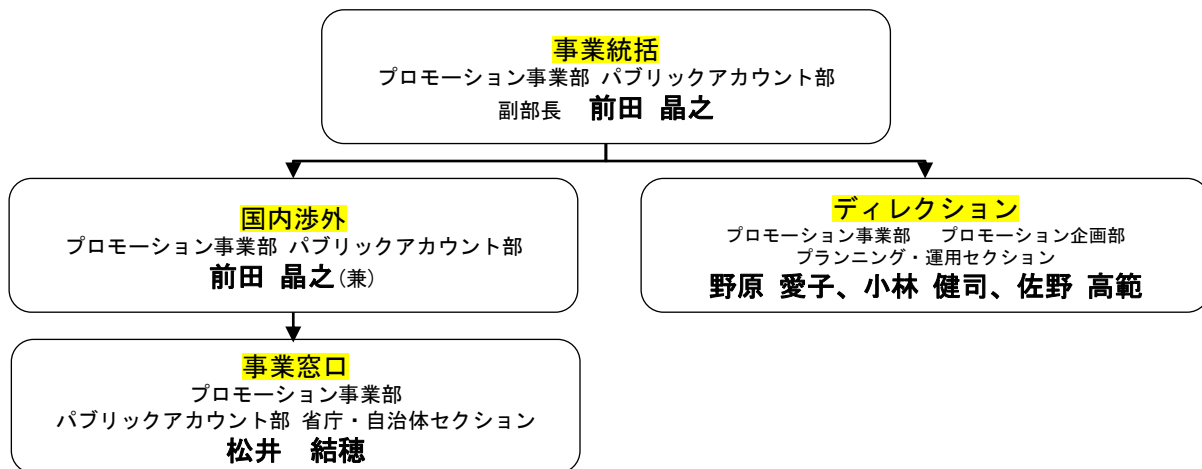 事業統括
プロモーション事業部 パブリックアカウント部
副部長 前田 晶之
国内渉外
プロモーション事業部 パブリックアカウント部
前田 晶之(兼)
ディレクション
プロモーション事業部 プロモーション企画部
プランニング・運用セクション
野原 愛子、小林 健司、佐野 高範
事業窓口
プロモーション事業部
パブリックアカウント部 省庁・自治体セクション
松井 結穂